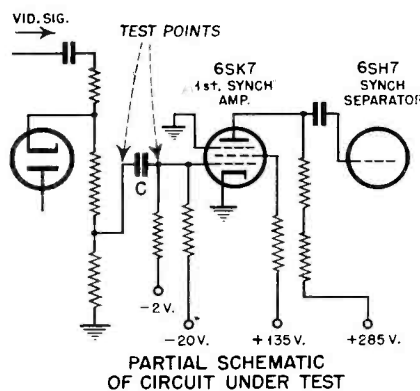 VID. SIG.
TEST POINTS
6SK7
1st. SYNCH
AMP.
6SH7
SYNCH
SEPARATOR
C
-2 V.
-20 V.
+135 V.
+285 V.
PARTIAL SCHEMATIC
OF CIRCUIT UNDER TEST